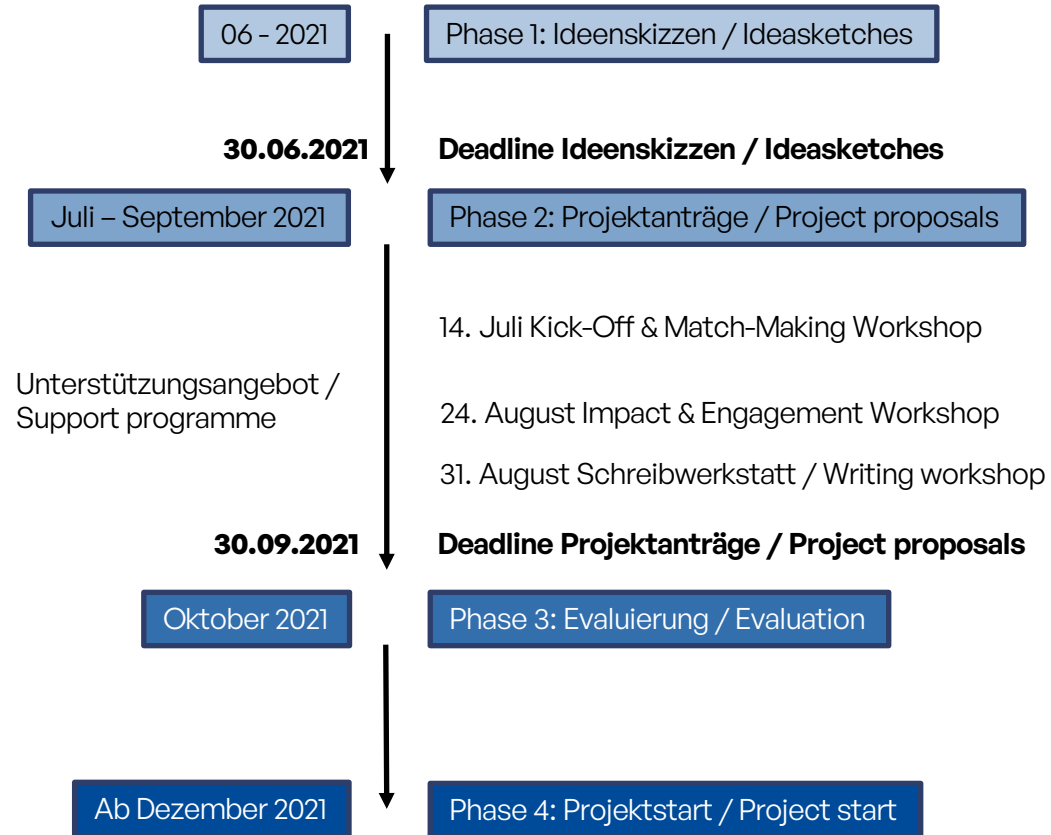 06 - 2021
Phase 1: Ideenskizzen / Ideasketches
30.06.2021
Deadline Ideenskizzen / Ideasketches
Juli – September 2021
Phase 2: Projektanträge / Project proposals
14. Juli Kick-Off & Match-Making Workshop
Unterstützungsangebot /
Support programme
24. August Impact & Engagement Workshop
31. August Schreibwerkstatt / Writing workshop
30.09.2021
Deadline Projektanträge / Project proposals
Oktober 2021
Phase 3: Evaluierung / Evaluation
Ab Dezember 2021
Phase 4: Projektstart / Project start